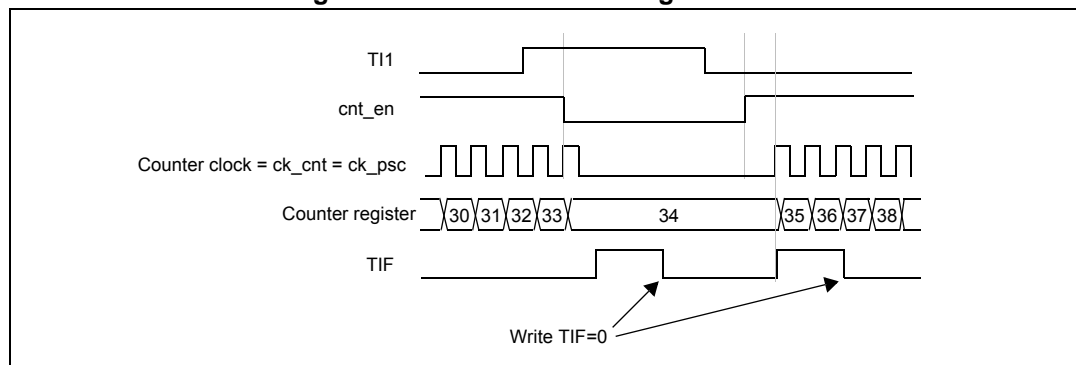 TI1
cnt_en
Counter clock = ck_cnt = ck_psc
Counter register 30 31 32 33 34 35 36 37 38
TIF
Write TIF=0